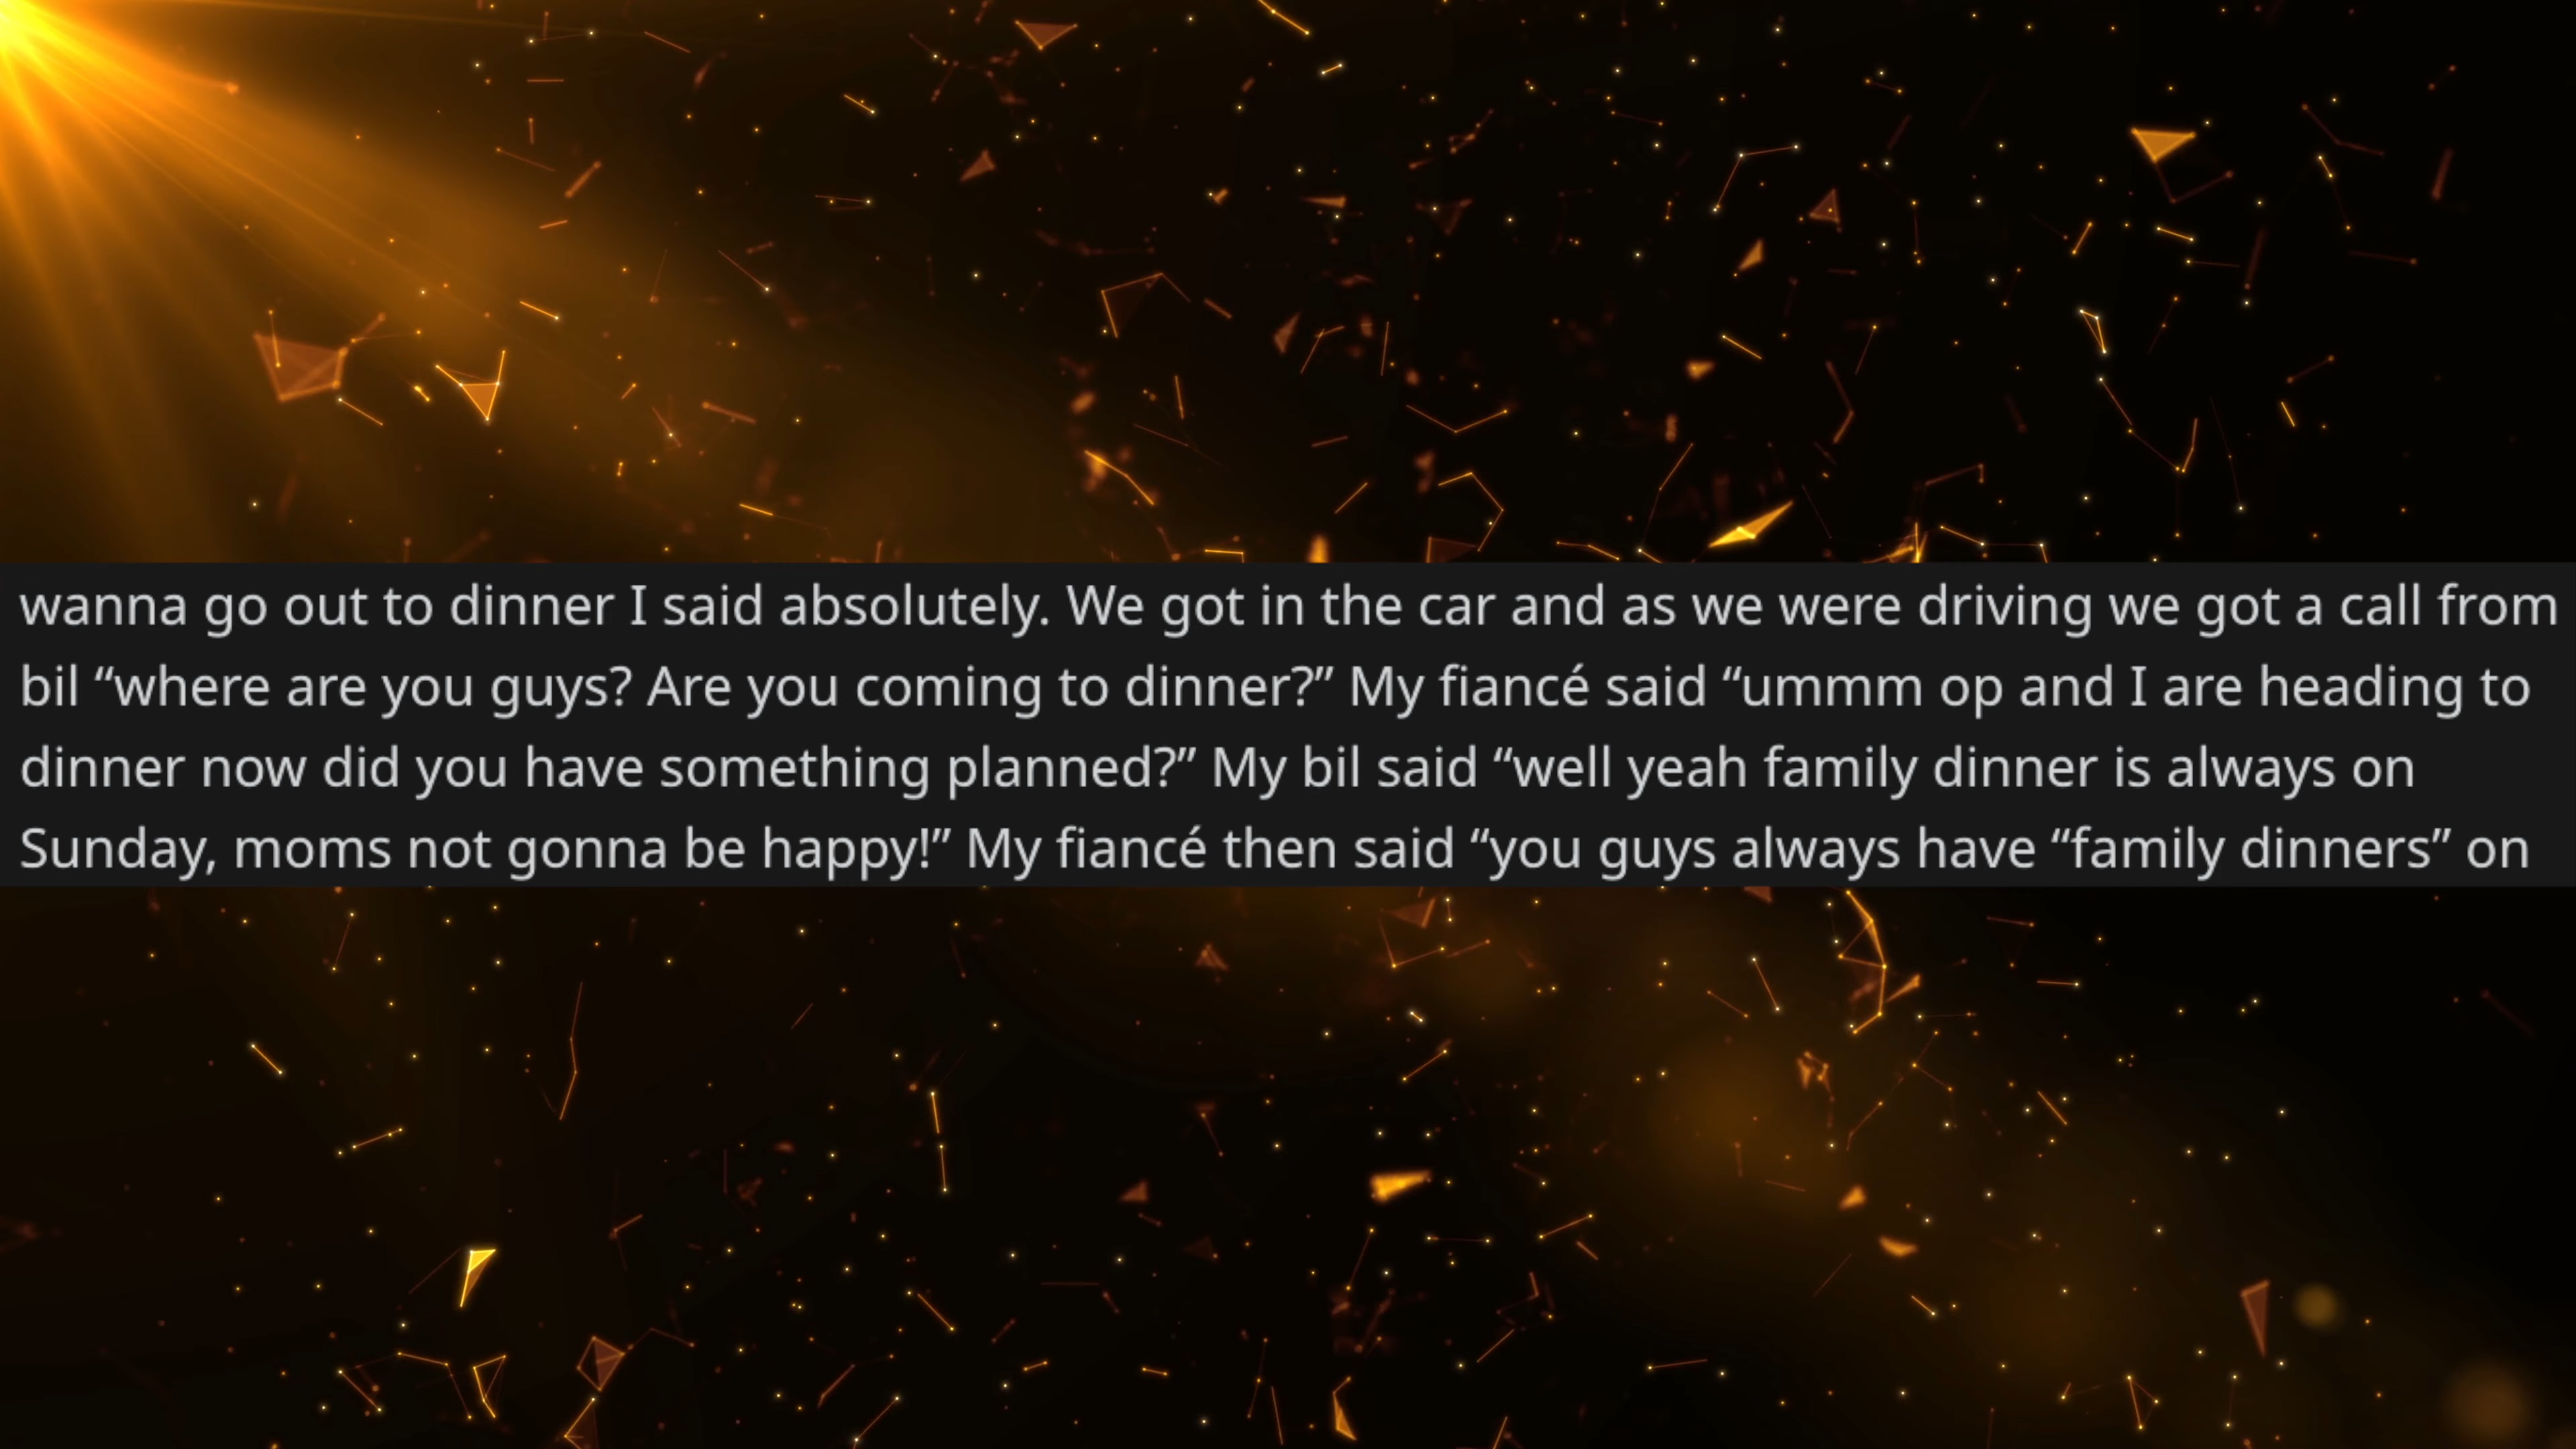 wanna go out to dinner I said absolutely. We got in the car and as we were driving we got a call from
bil “where are you guys? Are you coming to dinner?” My fiancé said “ummm op and I are heading to
dinner now did you have something planned?” My bil said “well yeah family dinner is always on
Sunday, moms not gonna be happy!” My fiancé then said “you guys always have “family dinners” on